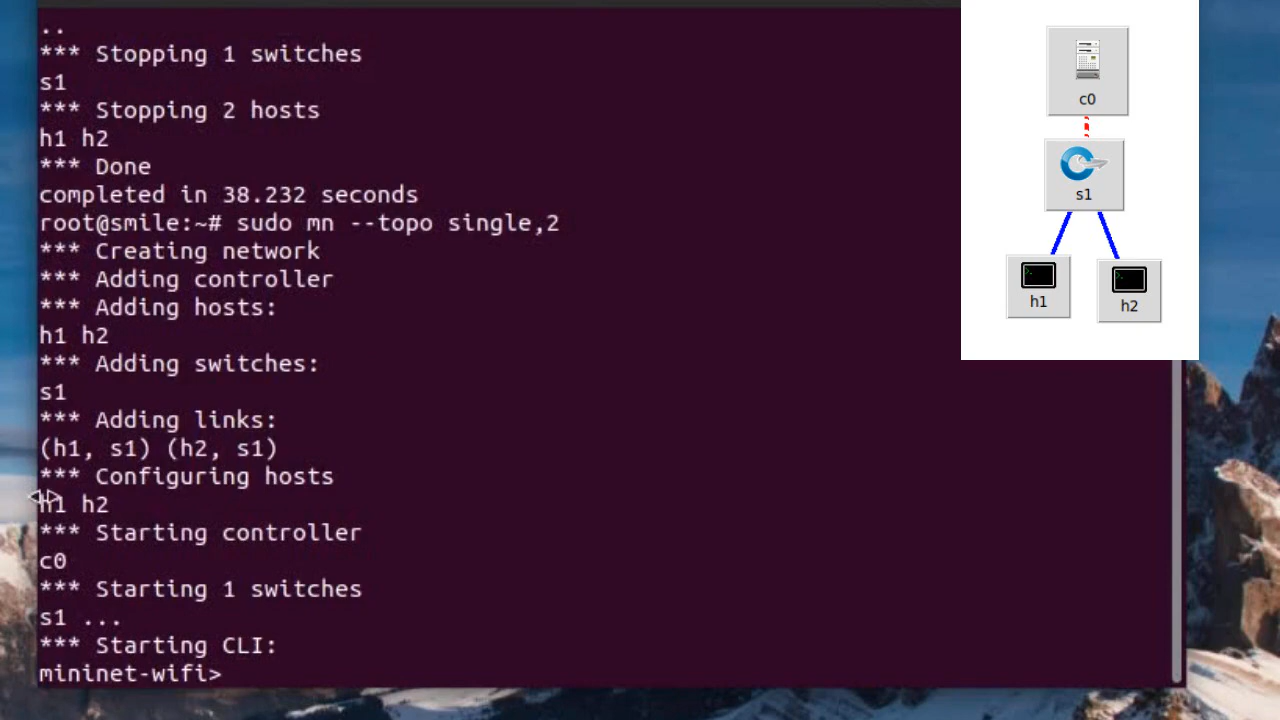 ..
*** Stopping 1 switches
s1
*** Stopping 2 hosts
h1 h2
*** Done
completed in 38.232 seconds
root@smile:~# sudo mn --topo single,2
*** Creating network
*** Adding controller
*** Adding hosts:
h1 h2
*** Adding switches:
s1
*** Adding links:
(h1, s1) (h2, s1)
*** Configuring hosts
h1 h2
*** Starting controller
c0
*** Starting 1 switches
s1 ...
*** Starting CLI:
mininet-wifi>
c0
s1
h1
h2